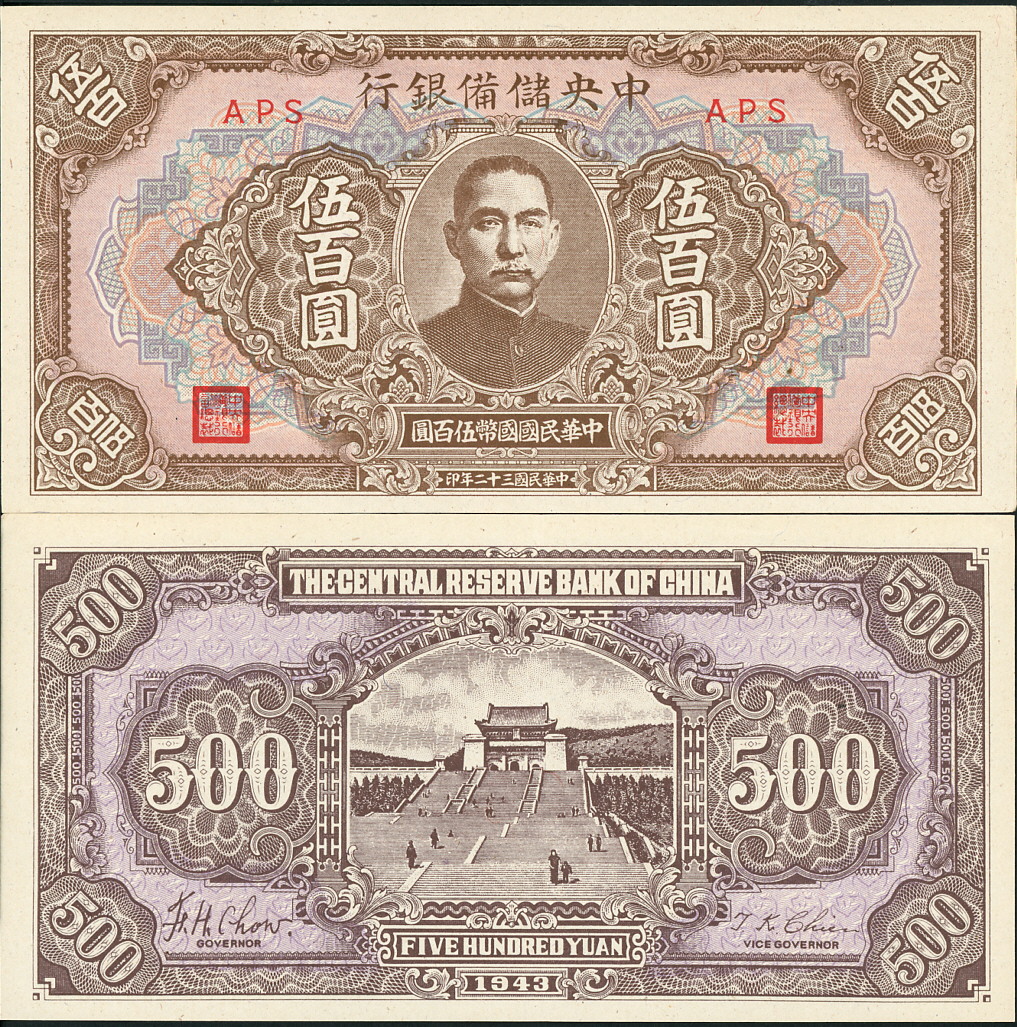 伍百
中央儲備銀行
伍百
APS
APS
伍百圓
伍百圓
伍百
中華民國國幣伍百圓
伍百
中華民國三十二年印
THE CENTRAL RESERVE BANK OF CHINA
500
500
500
500
F. H. Chow.
GOVERNOR
VICE GOVERNOR
500
FIVE HUNDRED YUAN
500
1943